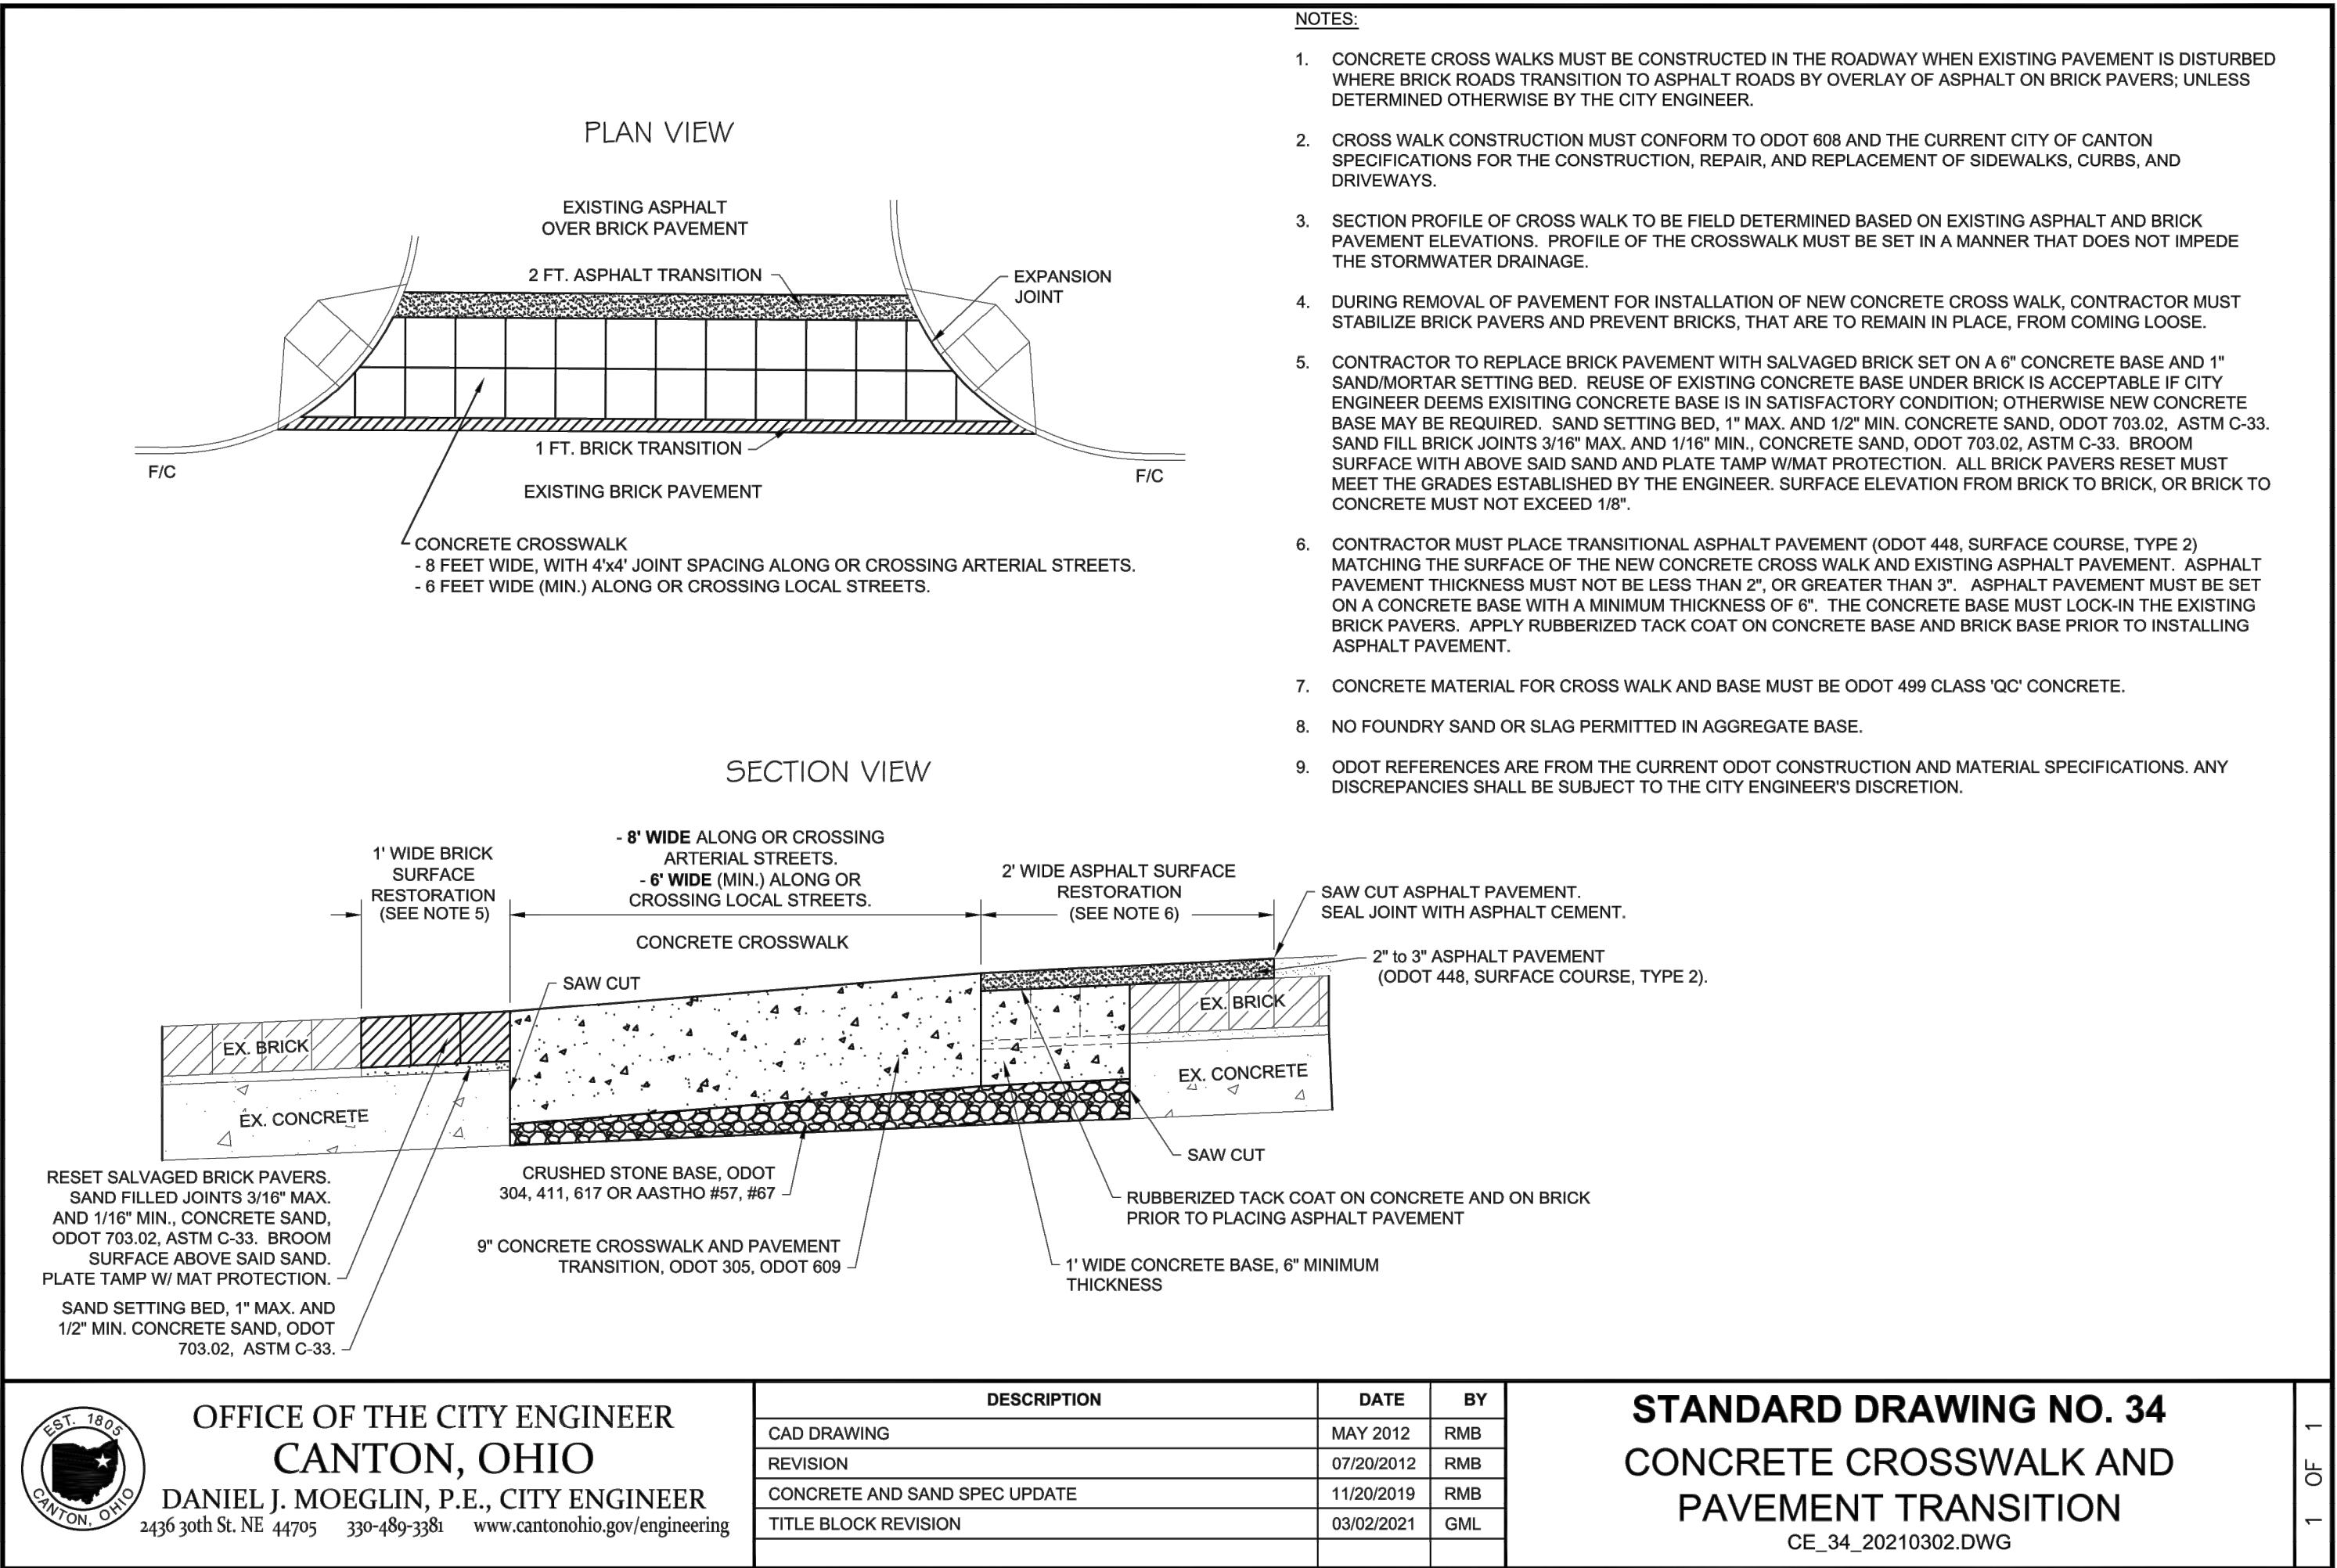 PLAN VIEW
EXISTING ASPHALT
OVER BRICK PAVEMENT
2 FT. ASPHALT TRANSITION
EXPANSION
JOINT
1 FT. BRICK TRANSITION
F/C
F/C
EXISTING BRICK PAVEMENT
CONCRETE CROSSWALK
- 8 FEET WIDE, WITH 4'x4' JOINT SPACING ALONG OR CROSSING ARTERIAL STREETS.
- 6 FEET WIDE (MIN.) ALONG OR CROSSING LOCAL STREETS.
NOTES:
1. CONCRETE CROSS WALKS MUST BE CONSTRUCTED IN THE ROADWAY WHEN EXISTING PAVEMENT IS DISTURBED
WHERE BRICK ROADS TRANSITION TO ASPHALT ROADS BY OVERLAY OF ASPHALT ON BRICK PAVERS; UNLESS
DETERMINED OTHERWISE BY THE CITY ENGINEER.
2. CROSS WALK CONSTRUCTION MUST CONFORM TO ODOT 608 AND THE CURRENT CITY OF CANTON
SPECIFICATIONS FOR THE CONSTRUCTION, REPAIR, AND REPLACEMENT OF SIDEWALKS, CURBS, AND
DRIVEWAYS.
3. SECTION PROFILE OF CROSS WALK TO BE FIELD DETERMINED BASED ON EXISTING ASPHALT AND BRICK
PAVEMENT ELEVATIONS. PROFILE OF THE CROSSWALK MUST BE SET IN A MANNER THAT DOES NOT IMPEDE
THE STORMWATER DRAINAGE.
4. DURING REMOVAL OF PAVEMENT FOR INSTALLATION OF NEW CONCRETE CROSS WALK, CONTRACTOR MUST
STABILIZE BRICK PAVERS AND PREVENT BRICKS, THAT ARE TO REMAIN IN PLACE, FROM COMING LOOSE.
5. CONTRACTOR TO REPLACE BRICK PAVEMENT WITH SALVAGED BRICK SET ON A 6" CONCRETE BASE AND 1"
SAND/MORTAR SETTING BED. REUSE OF EXISTING CONCRETE BASE UNDER BRICK IS ACCEPTABLE IF CITY
ENGINEER DEEMS EXISITING CONCRETE BASE IS IN SATISFACTORY CONDITION; OTHERWISE NEW CONCRETE
BASE MAY BE REQUIRED. SAND SETTING BED, 1" MAX. AND 1/2" MIN. CONCRETE SAND, ODOT 703.02, ASTM C-33.
SAND FILL BRICK JOINTS 3/16" MAX. AND 1/16" MIN., CONCRETE SAND, ODOT 703.02, ASTM C-33. BROOM
SURFACE WITH ABOVE SAID SAND AND PLATE TAMP W/MAT PROTECTION. ALL BRICK PAVERS RESET MUST
MEET THE GRADES ESTABLISHED BY THE ENGINEER. SURFACE ELEVATION FROM BRICK TO BRICK, OR BRICK TO
CONCRETE MUST NOT EXCEED 1/8".
6. CONTRACTOR MUST PLACE TRANSITIONAL ASPHALT PAVEMENT (ODOT 448, SURFACE COURSE, TYPE 2)
MATCHING THE SURFACE OF THE NEW CONCRETE CROSS WALK AND EXISTING ASPHALT PAVEMENT. ASPHALT
PAVEMENT THICKNESS MUST NOT BE LESS THAN 2", OR GREATER THAN 3". ASPHALT PAVEMENT MUST BE SET
ON A CONCRETE BASE WITH A MINIMUM THICKNESS OF 6". THE CONCRETE BASE MUST LOCK-IN THE EXISTING
BRICK PAVERS. APPLY RUBBERIZED TACK COAT ON CONCRETE BASE AND BRICK BASE PRIOR TO INSTALLING
ASPHALT PAVEMENT.
7. CONCRETE MATERIAL FOR CROSS WALK AND BASE MUST BE ODOT 499 CLASS 'QC' CONCRETE.
8. NO FOUNDRY SAND OR SLAG PERMITTED IN AGGREGATE BASE.
9. ODOT REFERENCES ARE FROM THE CURRENT ODOT CONSTRUCTION AND MATERIAL SPECIFICATIONS. ANY
DISCREPANCIES SHALL BE SUBJECT TO THE CITY ENGINEER'S DISCRETION.
SECTION VIEW
1' WIDE BRICK
SURFACE
RESTORATION
(SEE NOTE 5)
- 8' WIDE ALONG OR CROSSING
ARTERIAL STREETS.
- 6' WIDE (MIN.) ALONG OR
CROSSING LOCAL STREETS.
CONCRETE CROSSWALK
2' WIDE ASPHALT SURFACE
RESTORATION
(SEE NOTE 6)
SAW CUT ASPHALT PAVEMENT.
SEAL JOINT WITH ASPHALT CEMENT.
2" to 3" ASPHALT PAVEMENT
(ODOT 448, SURFACE COURSE, TYPE 2).
SAW CUT
EX. BRICK
EX. BRICK
EX. CONCRETE
EX. CONCRETE
SAW CUT
RESET SALVAGED BRICK PAVERS.
SAND FILLED JOINTS 3/16" MAX.
AND 1/16" MIN., CONCRETE SAND,
ODOT 703.02, ASTM C-33. BROOM
SURFACE ABOVE SAID SAND.
PLATE TAMP W/ MAT PROTECTION.
SAND SETTING BED, 1" MAX. AND
1/2" MIN. CONCRETE SAND, ODOT
703.02, ASTM C-33.
CRUSHED STONE BASE, ODOT
304, 411, 617 OR AASTHO #57, #67
9" CONCRETE CROSSWALK AND PAVEMENT
TRANSITION, ODOT 305, ODOT 609
RUBBERIZED TACK COAT ON CONCRETE AND ON BRICK
PRIOR TO PLACING ASPHALT PAVEMENT
1' WIDE CONCRETE BASE, 6" MINIMUM
THICKNESS
EST. 1805
CANTON, OHIO
OFFICE OF THE CITY ENGINEER
CANTON, OHIO
DANIEL J. MOEGLIN, P.E., CITY ENGINEER
2436 30th St. NE 44705 330-489-3381 www.cantonohio.gov/engineering
DESCRIPTION DATE BY
CAD DRAWING MAY 2012 RMB
REVISION 07/20/2012 RMB
CONCRETE AND SAND SPEC UPDATE 11/20/2019 RMB
TITLE BLOCK REVISION 03/02/2021 GML
STANDARD DRAWING NO. 34
CONCRETE CROSSWALK AND
PAVEMENT TRANSITION
CE_34_20210302.DWG
1 OF 1